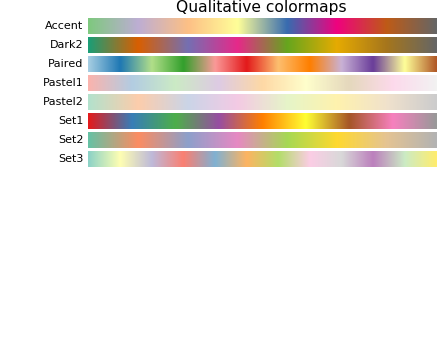 Qualitative colormaps
Accent
Dark2
Paired
Pastel1
Pastel2
Set1
Set2
Set3